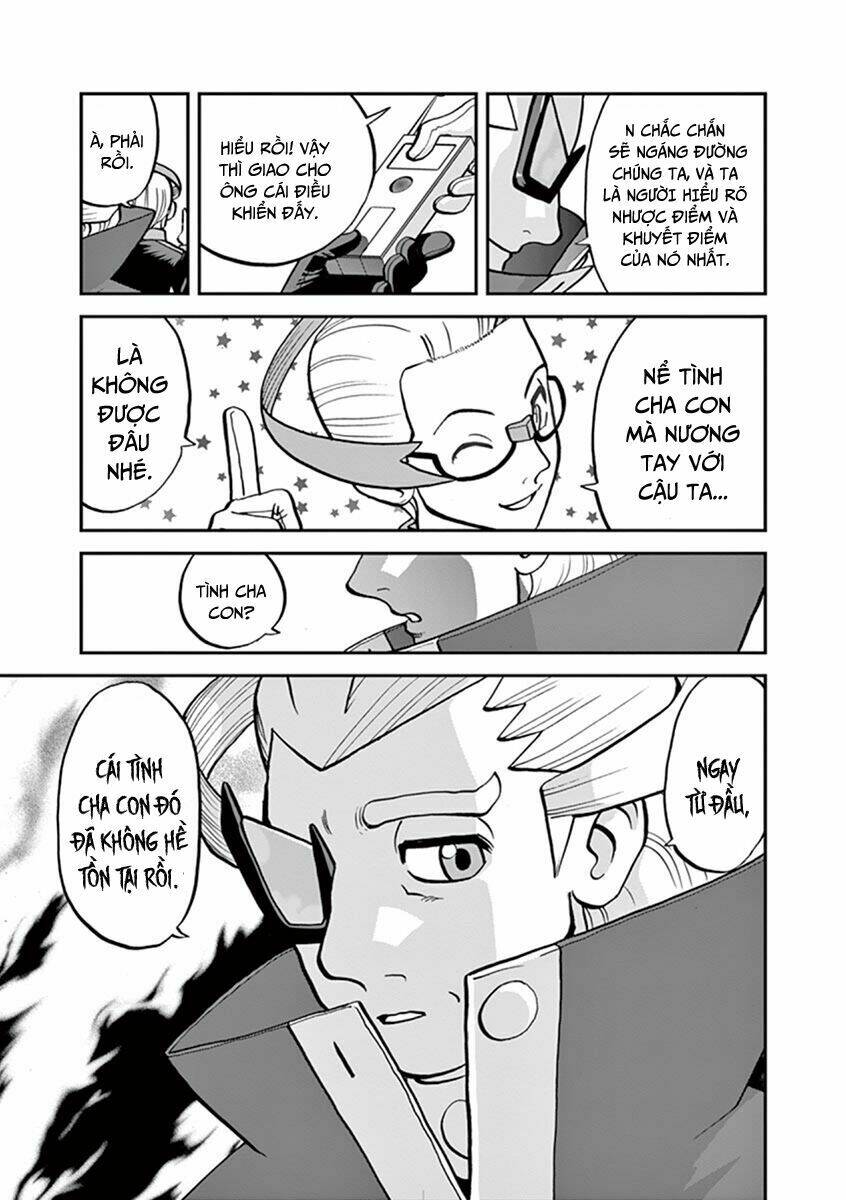 N CHẮC CHẮN
SẼ NGÁNG ĐƯỜNG
CHÚNG TA, VÀ TA
LÀ NGƯỜI HIỂU RÕ
NHƯỢC ĐIỂM VÀ
KHUYẾT ĐIỂM
CỦA NÓ NHẤT.
HIỂU RỒI! VẬY
THÌ GIAO CHO
ÔNG CÁI ĐIỀU
KHIỂN ĐẤY.
À, PHẢI
RỒI.
NỂ TÌNH
CHA CON
MÀ NƯƠNG
TAY VỚI
CẬU TA...
LÀ
KHÔNG
ĐƯỢC
ĐÂU
NHÉ.
TÌNH CHA
CON?
NGAY
TỪ ĐẦU,
CÁI TÌNH
CHA CON ĐÓ
ĐÃ KHÔNG HỀ
TỒN TẠI RỒI.